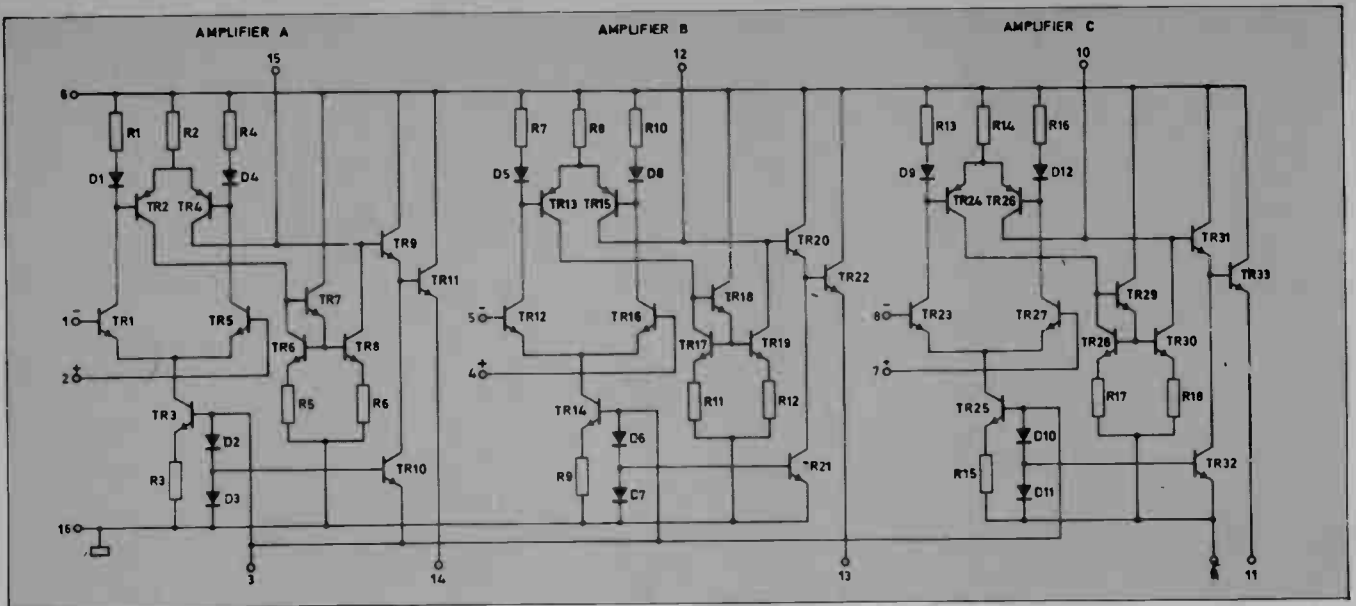 AMPLIFIER A
AMPLIFIER B
AMPLIFIER C
15
12
10
6
R1
R2
R4
R7
R8
R10
R13
R14
R16
D1
D4
D5
D8
D9
D12
TR2
TR4
TR13
TR15
TR24
TR26
TR9
TR20
TR31
TR11
TR22
TR33
TR7
TR18
TR29
1
-
TR1
TR5
5
-
TR12
TR16
8
-
TR23
TR27
TR6
TR8
TR17
TR19
TR28
TR30
2
+
4
+
7
+
R5
R6
R11
R12
R17
R18
TR3
TR14
TR25
D2
D6
D10
R3
R9
R15
D3
C7
D11
TR10
TR21
TR32
16
3
14
13
11